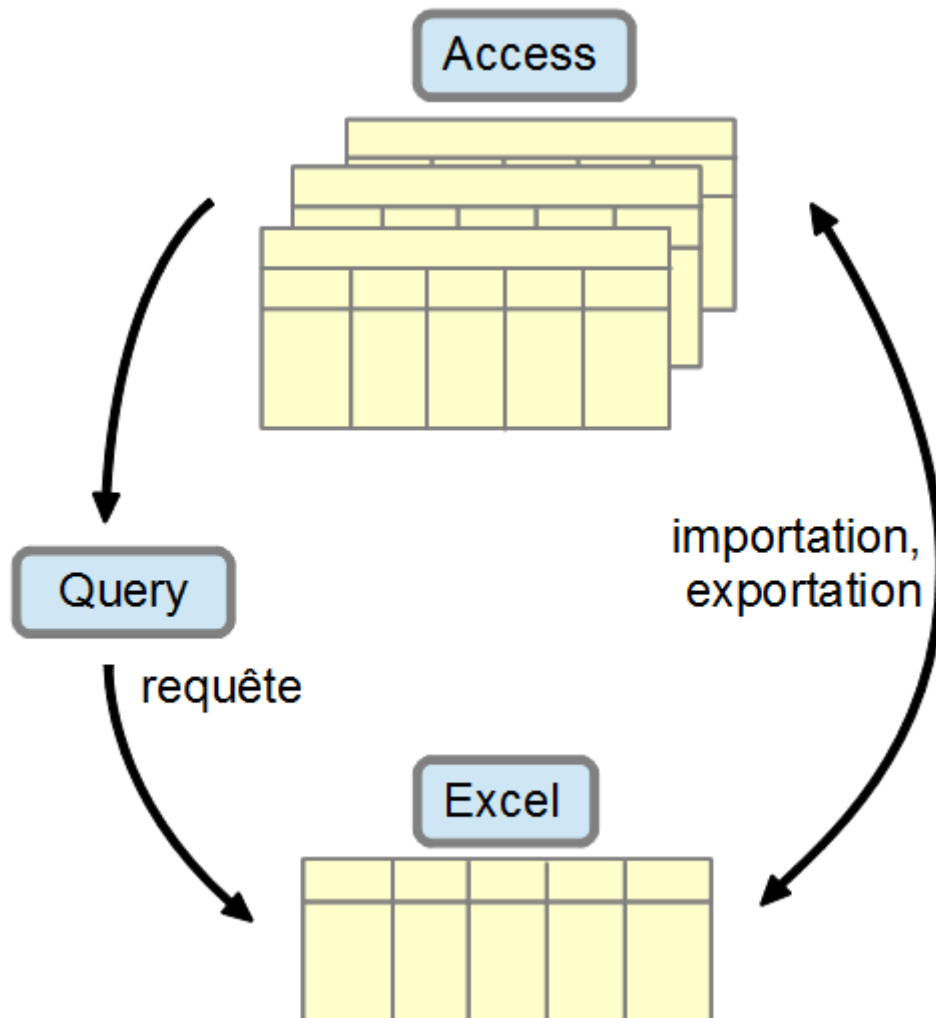 Access
importation,
exportation
Query
requête
Excel